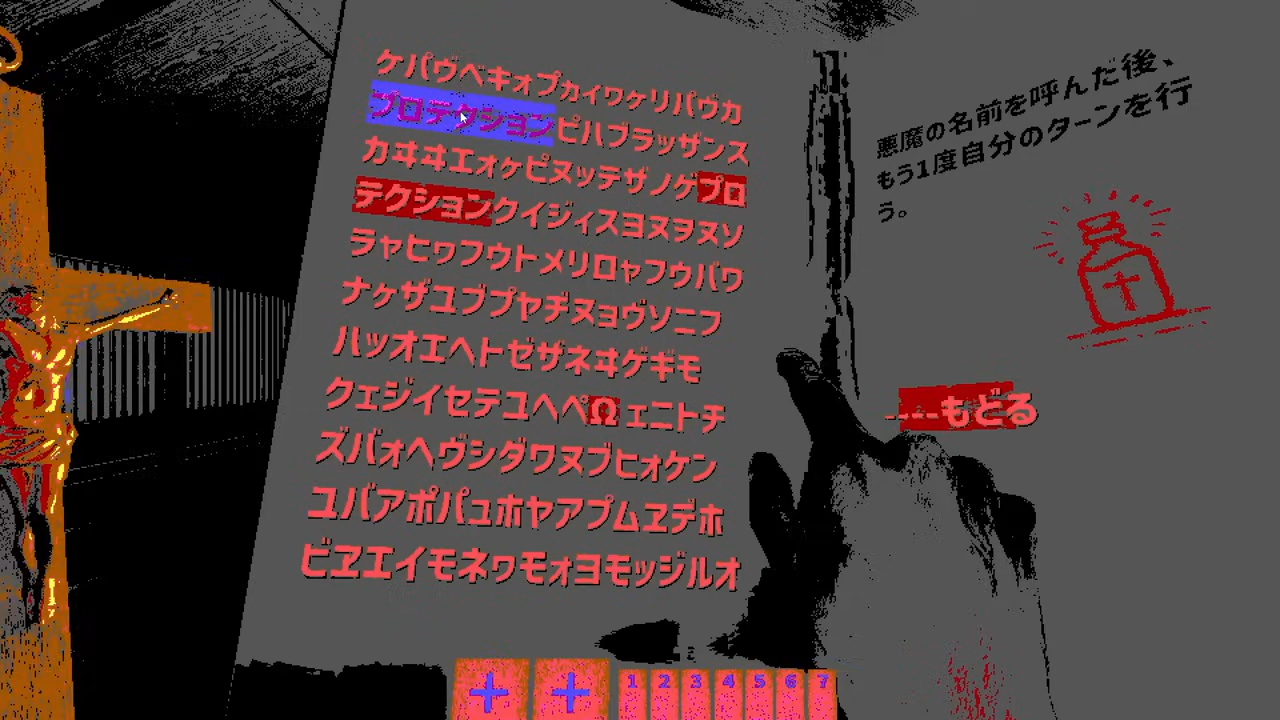 ケパヴベキォプカイヮケリパウカ
プロテクションピハブラッザンス
カヰヰエオケピヌッテザノゲプロ
テクションクイジィスヨヌヲヌソ
ラャヒヮフウトメリロャフウバワ
ナヶザユブプヤヂヌョヴソニフ
ハッオエヘトゼザネヰゲギモ
クェジイセテユヘペΩェニトチ
ズバォヘヴシダワヌブヒォケン
ユバアポパュホヤアプムヱデホ
ビヱエイモネヮモォヨモッジルオ
悪魔の名前を呼んだ後、
もう1度自分のターンを行
う。
----もどる
1 2 3 4 5 6 7